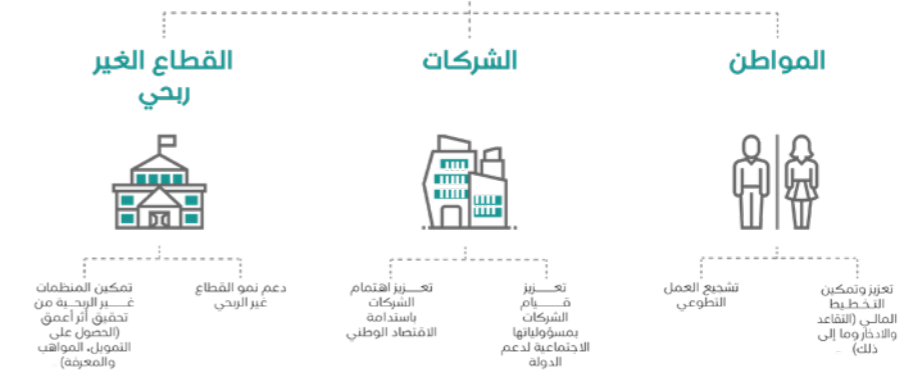 المواطن
تعزيز وتمكين
التخطيط
المالي (التقاعد
والادخار وما إلى
ذلك)
تشجيع العمل
التطوعي
الشركات
تعزيز
قيام
الشركات
بمسؤولياتها
الاجتماعية لدعم
الدولة
تعزيز اهتمام
الشركات
باستدامة
الاقتصاد الوطني
القطاع الغير
ربحي
دعم نمو القطاع
غير الربحي
تمكين المنظمات
غير الربحية من
تحقيق أثر أعمق
(الحصول على
التمويل، المواهب
والمعرفة)